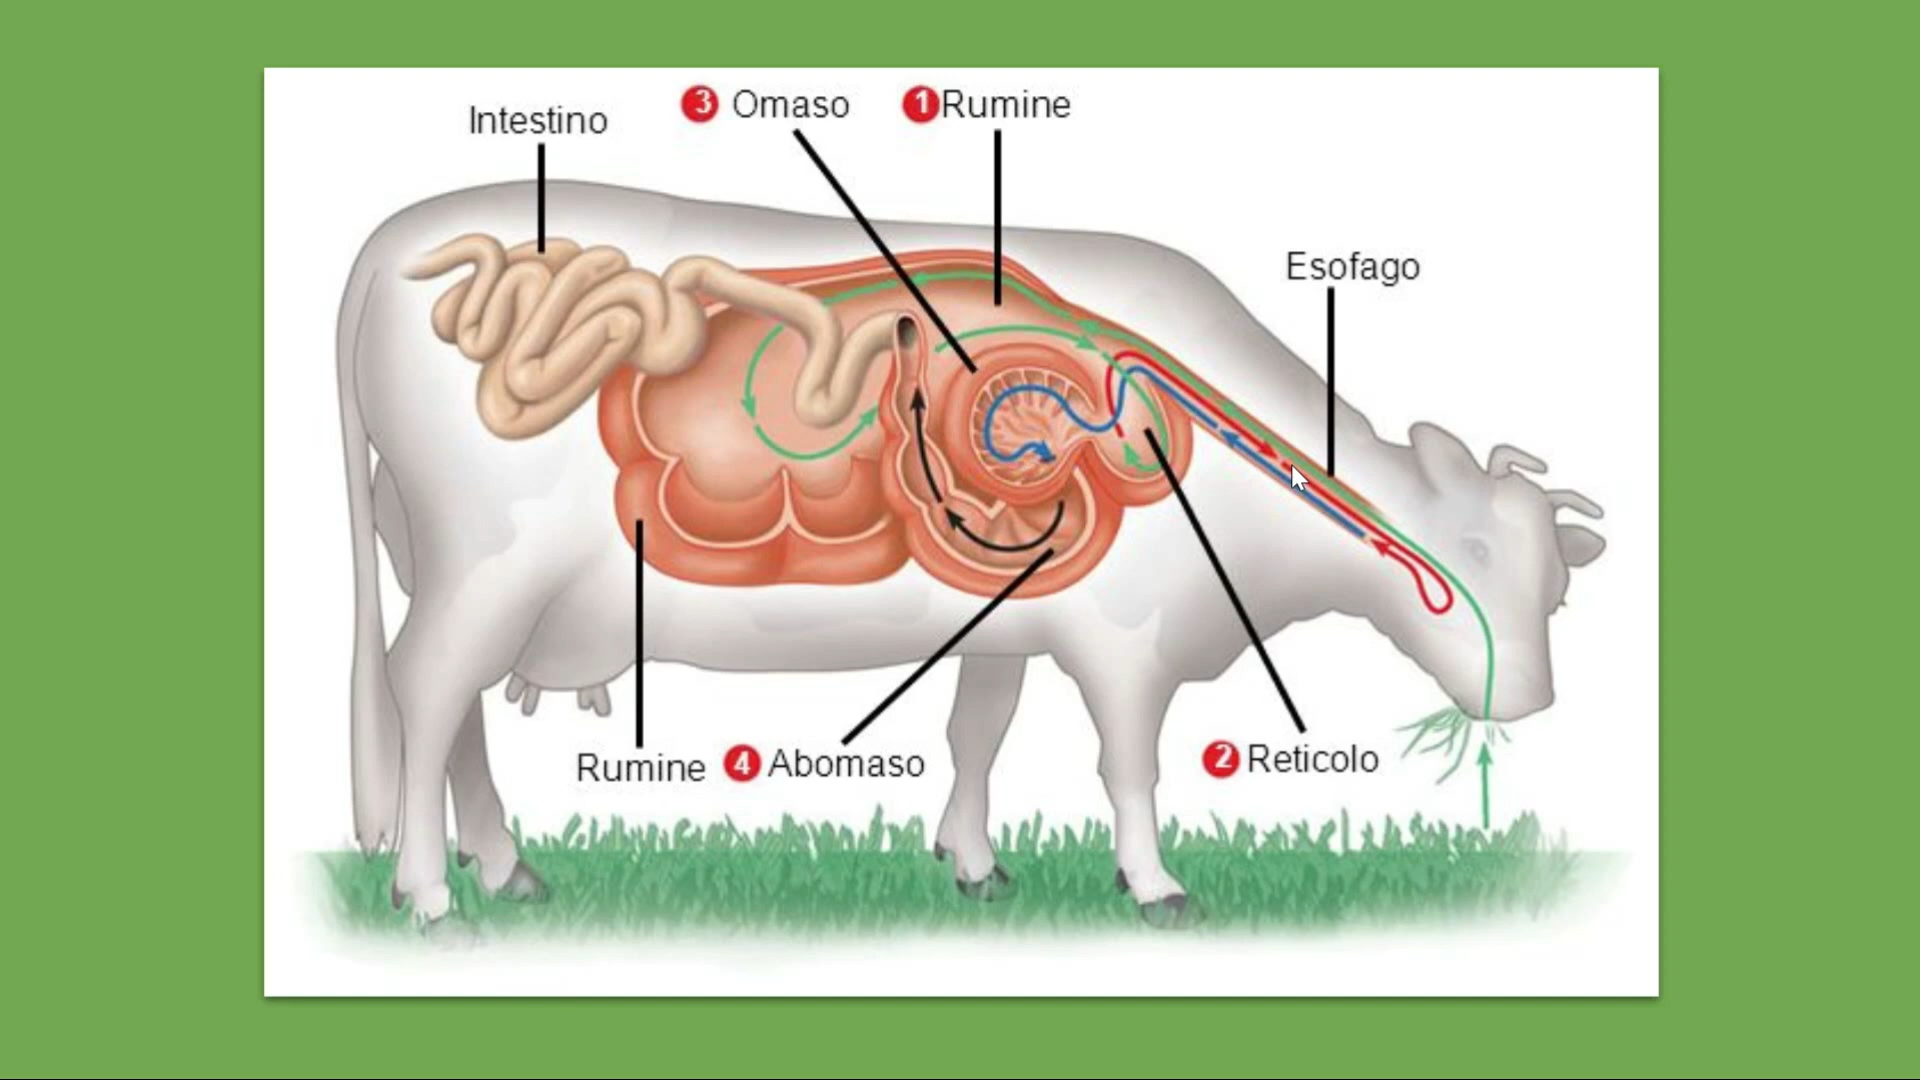 3 Omaso
1 Rumine
Intestino
Esofago
Rumine
4 Abomaso
2 Reticolo